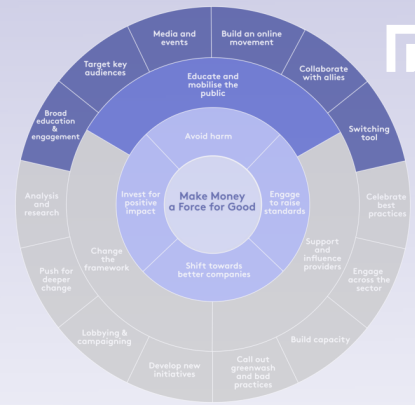 Media and
events
Build an online
movement
Target key
audiences
Collaborate
with allies
Educate and
mobilise the
public
Broad
education
&
engagement
Switching
tool
Avoid harm
Analysis
and
research
Invest for
positive
impact
Make Money
a Force for Good
Engage
to raise
standards
Celebrate
best
practices
Change
the
framework
Support
and
influence
providers
Shift towards
better companies
Push for
deeper
change
Engage
across the
sector
Lobbying &
campaigning
Build capacity
Develop new
initiatives
Call out
greenwash
and bad
practices